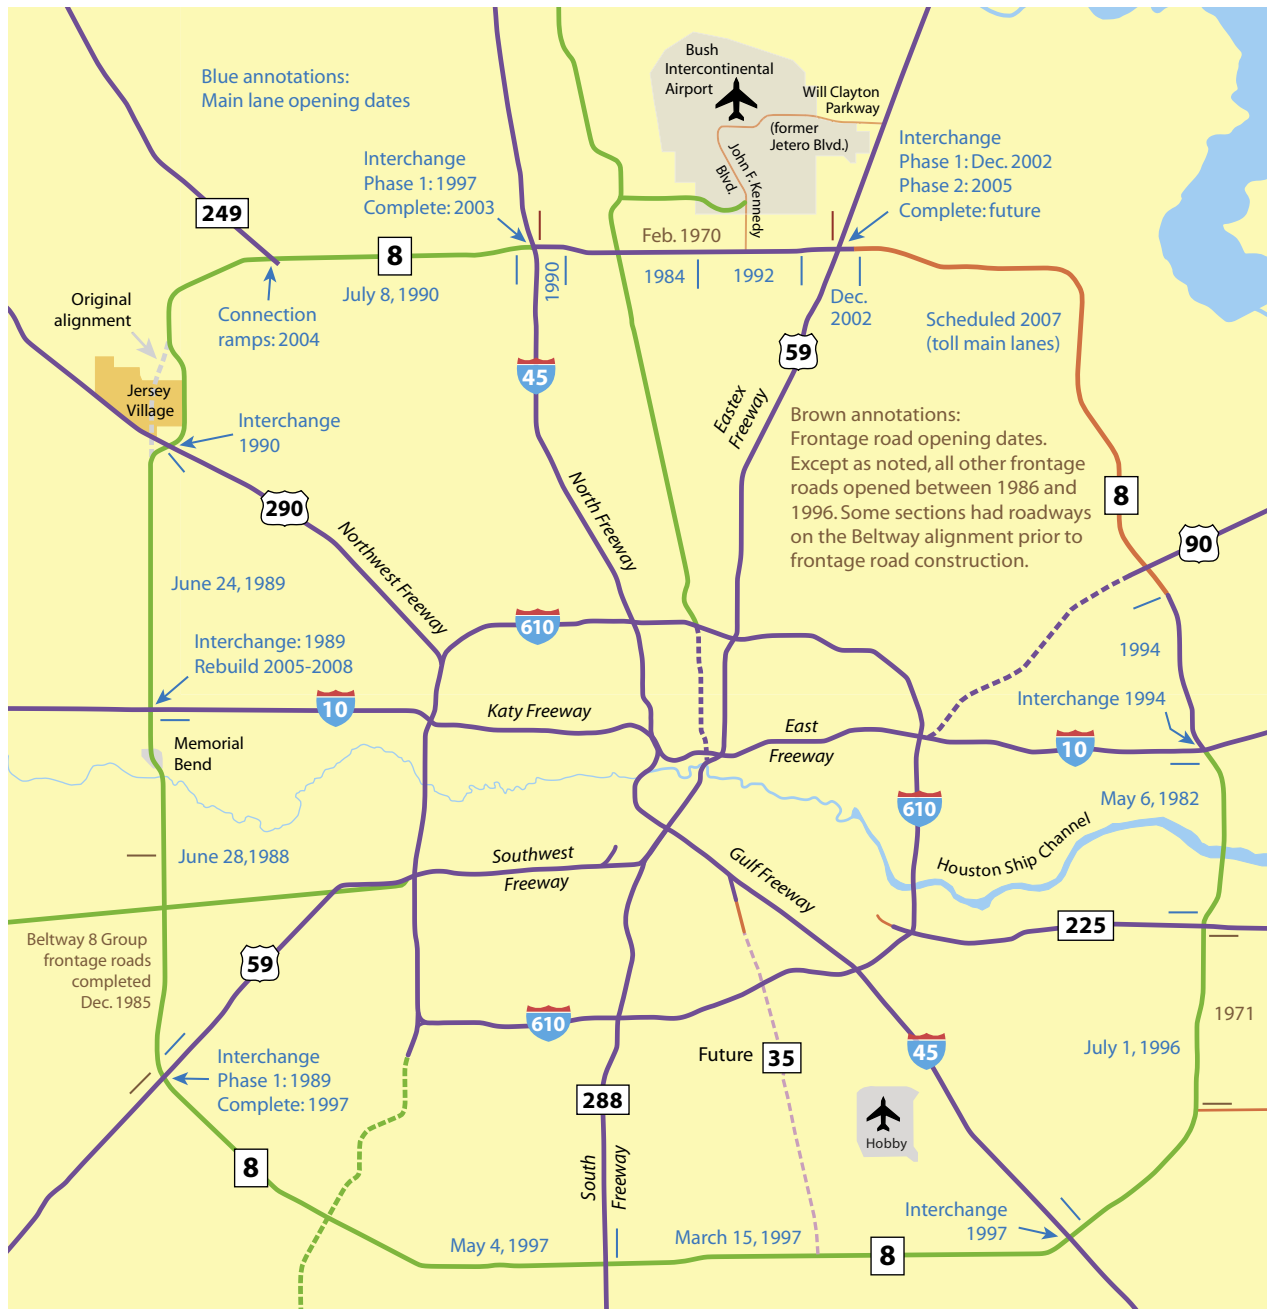 Bush
Intercontinental
Airport
Will Clayton
Parkway
(former
Jetero Blvd.)
John F. Kennedy
Blvd.
Blue annotations:
Main lane opening dates
Interchange
Phase 1: 1997
Complete: 2003
Interchange
Phase 1: Dec. 2002
Phase 2: 2005
Complete: future
249
8
Feb. 1970
July 8, 1990
1990
1984
1992
Dec.
2002
Original
alignment
Connection
ramps: 2004
Scheduled 2007
(toll main lanes)
59
45
Jersey
Village
Interchange
1990
Eastex
Freeway
Brown annotations:
Frontage road opening dates.
Except as noted, all other frontage
roads opened between 1986 and
1996. Some sections had roadways
on the Beltway alignment prior to
frontage road construction.
8
290
North Freeway
Northwest Freeway
90
June 24, 1989
610
Interchange: 1989
Rebuild 2005-2008
1994
Interchange 1994
10
Katy Freeway
East
Freeway
10
Memorial
Bend
610
May 6, 1982
June 28, 1988
Southwest
Freeway
Gulf Freeway
Houston Ship Channel
225
Beltway 8 Group
frontage roads
completed
Dec. 1985
59
610
1971
July 1, 1996
Future
35
45
Interchange
Phase 1: 1989
Complete: 1997
288
Hobby
8
South
Freeway
Interchange
1997
May 4, 1997
March 15, 1997
8